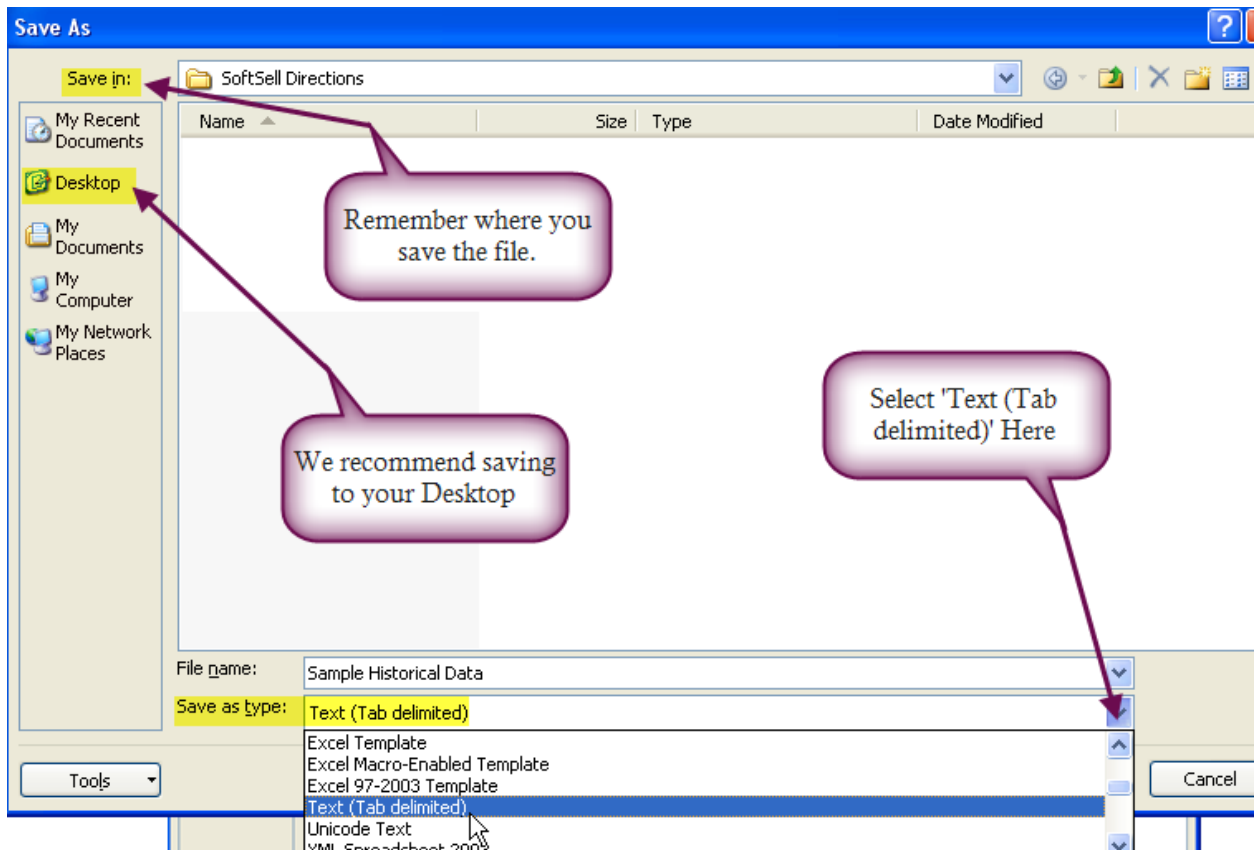 Save As
?
Save in:
SoftSell Directions
Name
Size
Type
Date Modified
My Recent
Documents
Desktop
My
Documents
My
Computer
My Network
Places
Remember where you
save the file.
We recommend saving
to your Desktop
Select 'Text (Tab
delimited)' Here
File name:
Sample Historical Data
Save as type:
Text (Tab delimited)
Excel Template
Excel Macro-Enabled Template
Excel 97-2003 Template
Text (Tab delimited)
Unicode Text
XML Spreadsheet 2003
Tools
Cancel